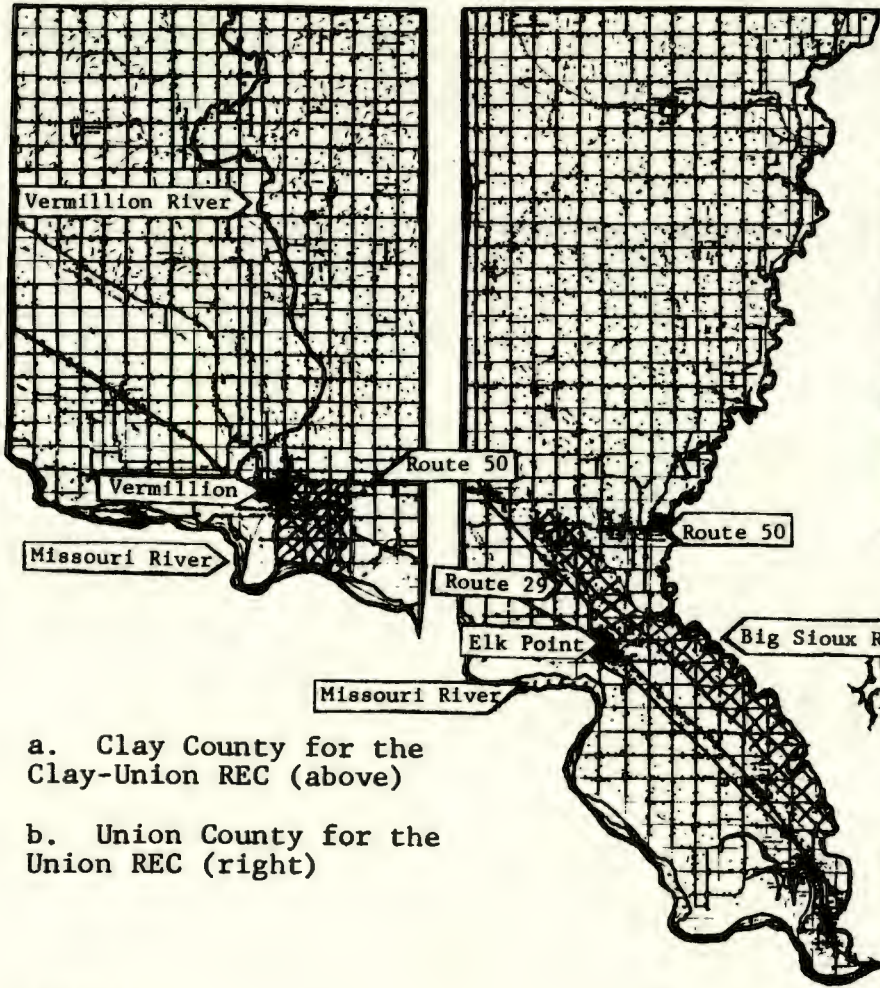 Vermillion River
Route 50
Vermillion
Missouri River
Route 50
Route 29
Elk Point
Big Sioux R
Missouri River
a. Clay County for the
Clay-Union REC (above)
b. Union County for the
Union REC (right)